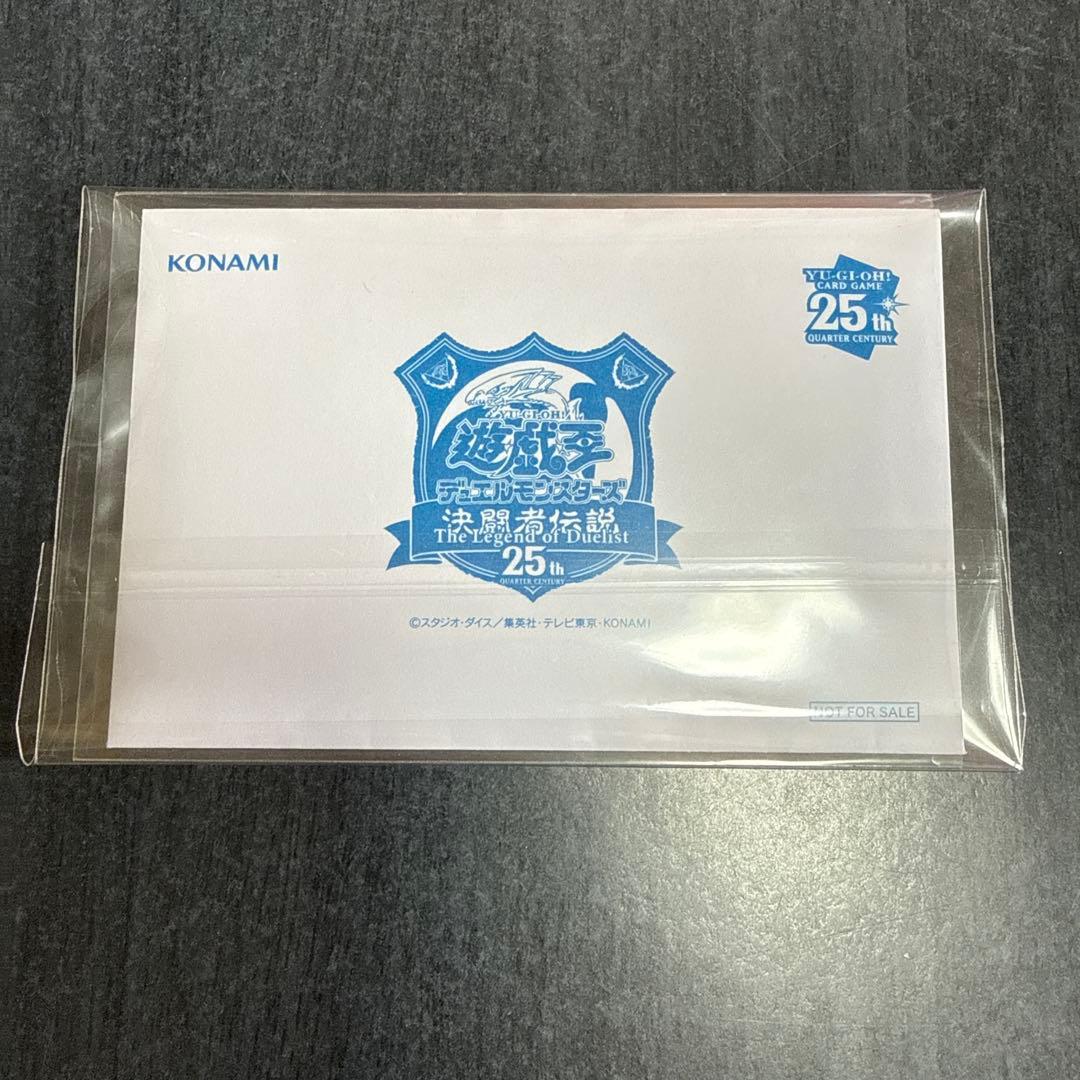 KONAMI
YU-GI-OH!
CARD GAME
25th
QUARTER CENTURY
YU-GI-OH!
遊戯王
デュエルモンスターズ
決闘者伝説
The Legend of Duelist
25th
QUARTER CENTURY
©スタジオ・ダイス／集英社・テレビ東京・KONAMI
NOT FOR SALE